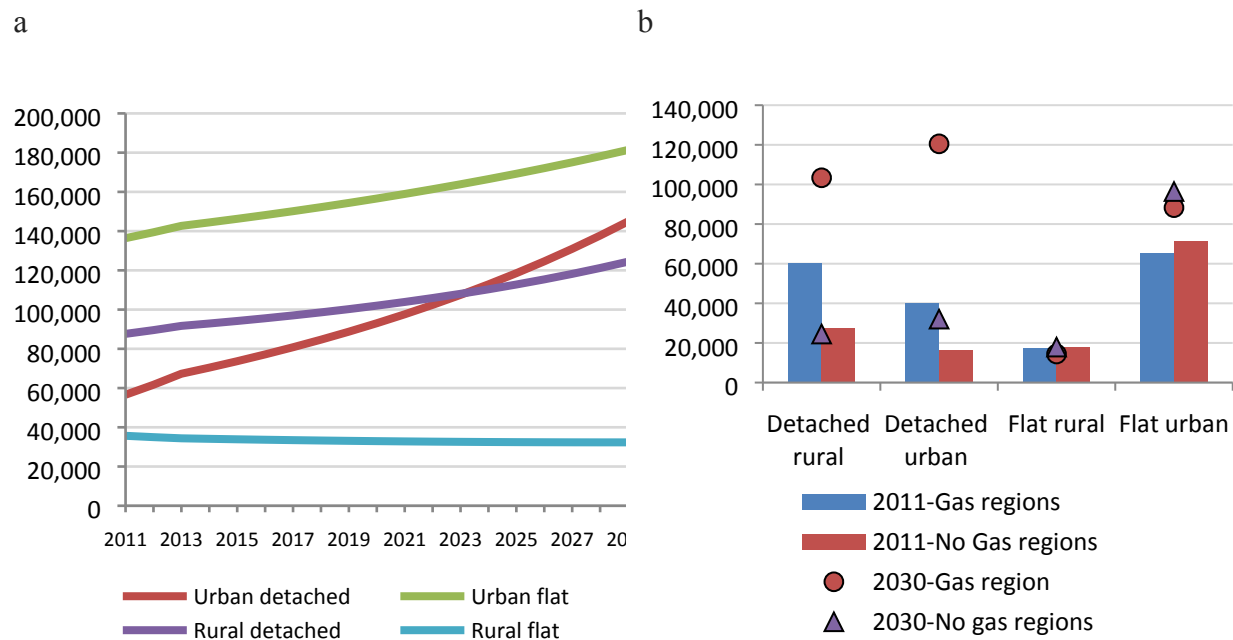 a
200,000
180,000
160,000
140,000
120,000
100,000
80,000
60,000
40,000
20,000
0
2011 2013 2015 2017 2019 2021 2023 2025 2027 20
Urban detached Urban flat
Rural detached Rural flat
b
140,000
120,000
100,000
80,000
60,000
40,000
20,000
0
Detached rural
Detached urban
Flat rural
Flat urban
2011-Gas regions
2011-No Gas regions
2030-Gas region
2030-No gas regions